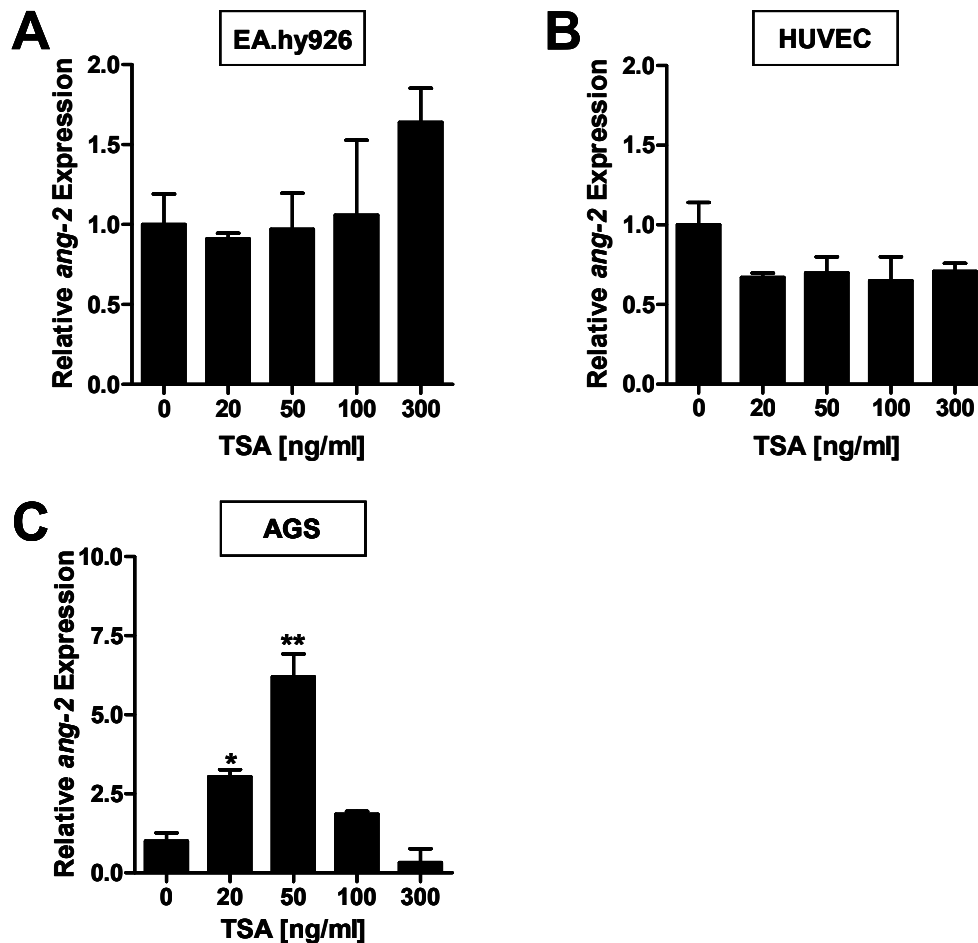 A
EA.hy926
Relative ang-2 Expression
2.0
1.5
1.0
0.5
0.0
0 20 50 100 300
TSA [ng/ml]
B
HUVEC
Relative ang-2 Expression
2.0
1.5
1.0
0.5
0.0
0 20 50 100 300
TSA [ng/ml]
C
AGS
Relative ang-2 Expression
10.0
7.5
5.0
2.5
0.0
**
*
0 20 50 100 300
TSA [ng/ml]